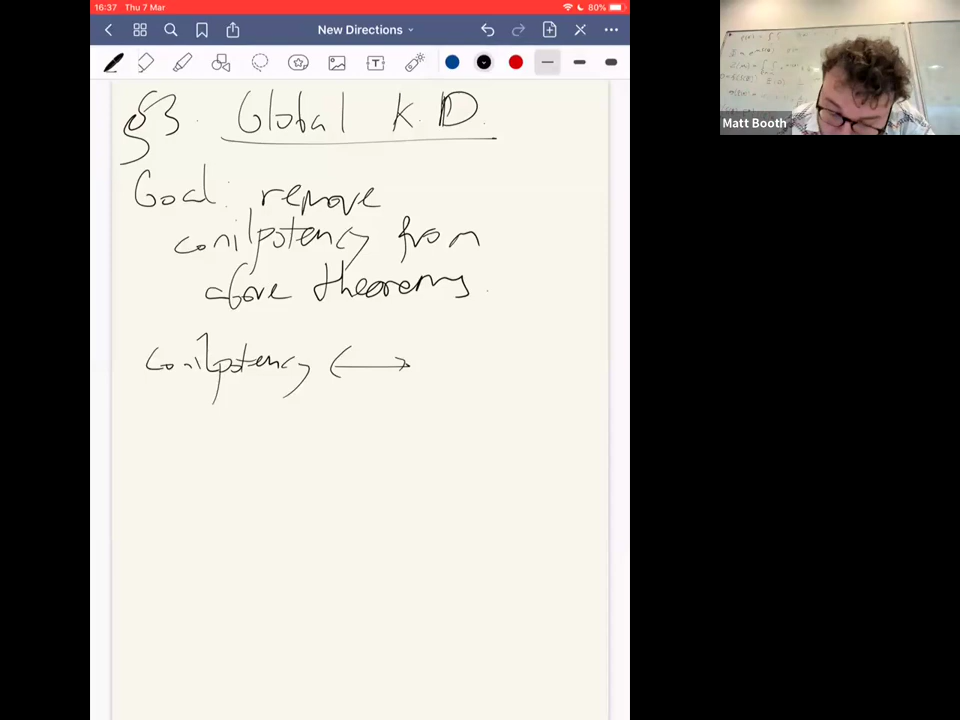 16:37 Thu 7 Mar
80%
New Directions
§3. Global K.D.
Goal: remove
conilpotency from
above theorems.
conilpotency ⟷
Matt Booth